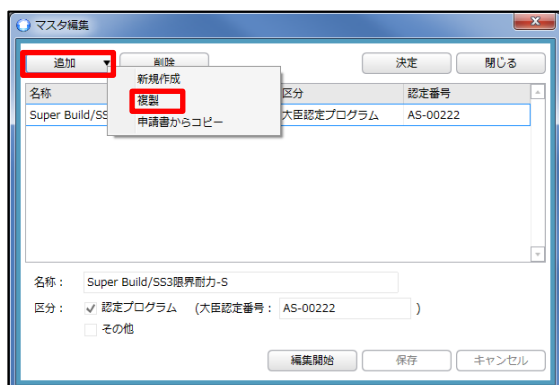 マスタ編集
追加 ▼ 削除 決定 閉じる
新規作成
複製
申請書からコピー
名称 区分 認定番号
Super Build/SS 大臣認定プログラム AS-00222
名称： Super Build/SS3限界耐力-S
区分： ✓ 認定プログラム (大臣認定番号： AS-00222 )
その他
編集開始 保存 キャンセル